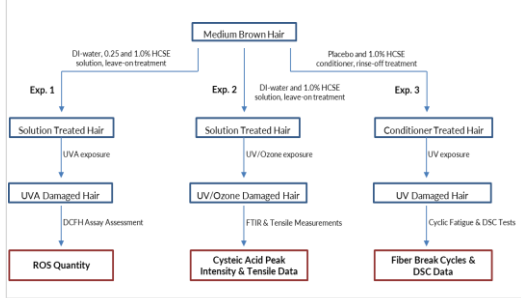 Medium Brown Hair
DI-water, 0.25 and 1.0% HCSE
solution, leave-on treatment
Placebo and 1.0% HCSE
conditioner, rinse-off treatment
Exp. 1
Exp. 2
DI-water and 1.0% HCSE
solution, leave-on treatment
Exp. 3
Solution Treated Hair
Solution Treated Hair
Conditioner Treated Hair
UVA exposure
UV/Ozone exposure
UV exposure
UVA Damaged Hair
UV/Ozone Damaged Hair
UV Damaged Hair
DCFH Assay Assessment
FTIR & Tensile Measurements
Cyclic Fatigue & DSC Tests
ROS Quantity
Cysteic Acid Peak
Intensity & Tensile Data
Fiber Break Cycles &
DSC Data